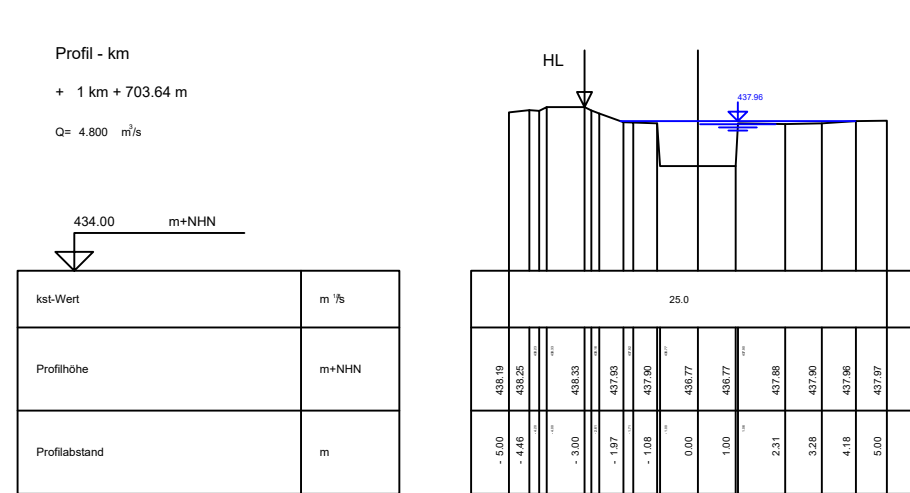 Profil - km
+ 1 km + 703.64 m
Q= 4.800 m³/s
434.00 m+NHN
HL
437.96
kst-Wert m ¹/³/s 25.0
Profilhöhe m+NHN 438.19 438.25 438.33 437.93 437.90 436.77 436.77 437.88 437.90 437.96 437.97
Profilabstand m - 5.00 - 4.46 - 3.00 - 1.97 - 1.08 0.00 1.00 2.31 3.28 4.18 5.00